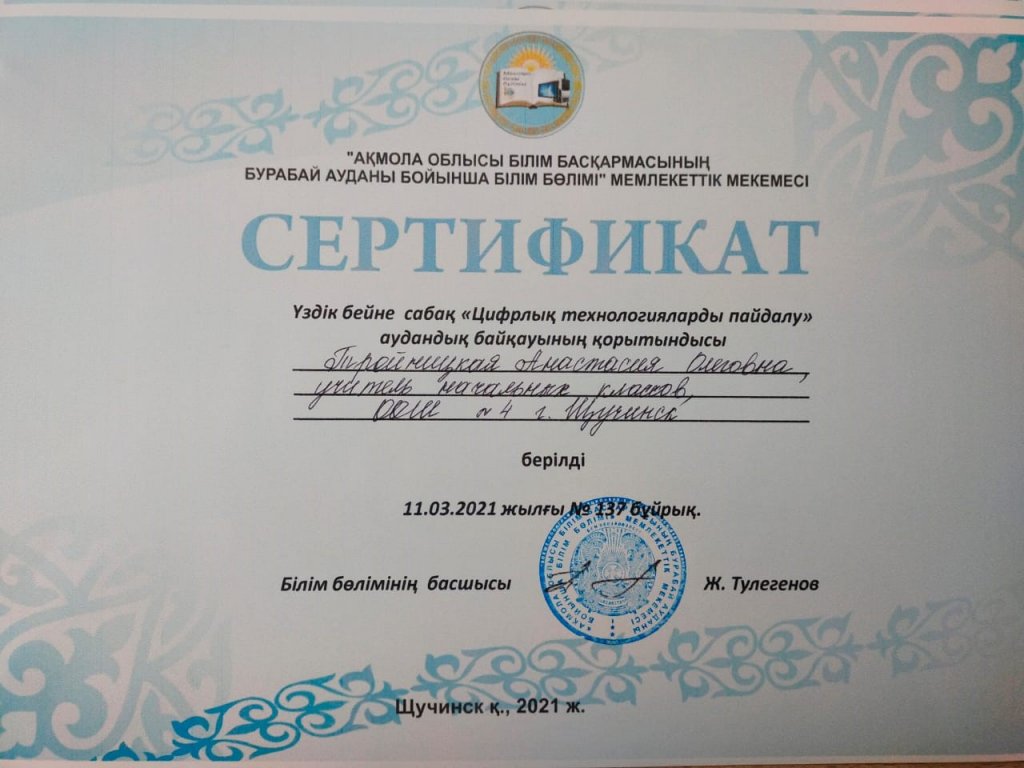 "АҚМОЛА ОБЛЫСЫ БІЛІМ БАСҚАРМАСЫНЫҢ
БУРАБАЙ АУДАНЫ БОЙЫНША БІЛІМ БӨЛІМІ" МЕМЛЕКЕТТІК МЕКЕМЕСІ
СЕРТИФИКАТ
Үздік бейне сабақ «Цифрлық технологияларды пайдалу»
аудандық байқауының қорытындысы
Тройницкая Анастасия Олеговна,
учитель начальных классов,
ООШ №4 г. Щучинск
берілді
11.03.2021 жылғы № 137 бұйрық.
Білім бөлімінің басшысы Ж. Тулегенов
Щучинск қ., 2021 ж.